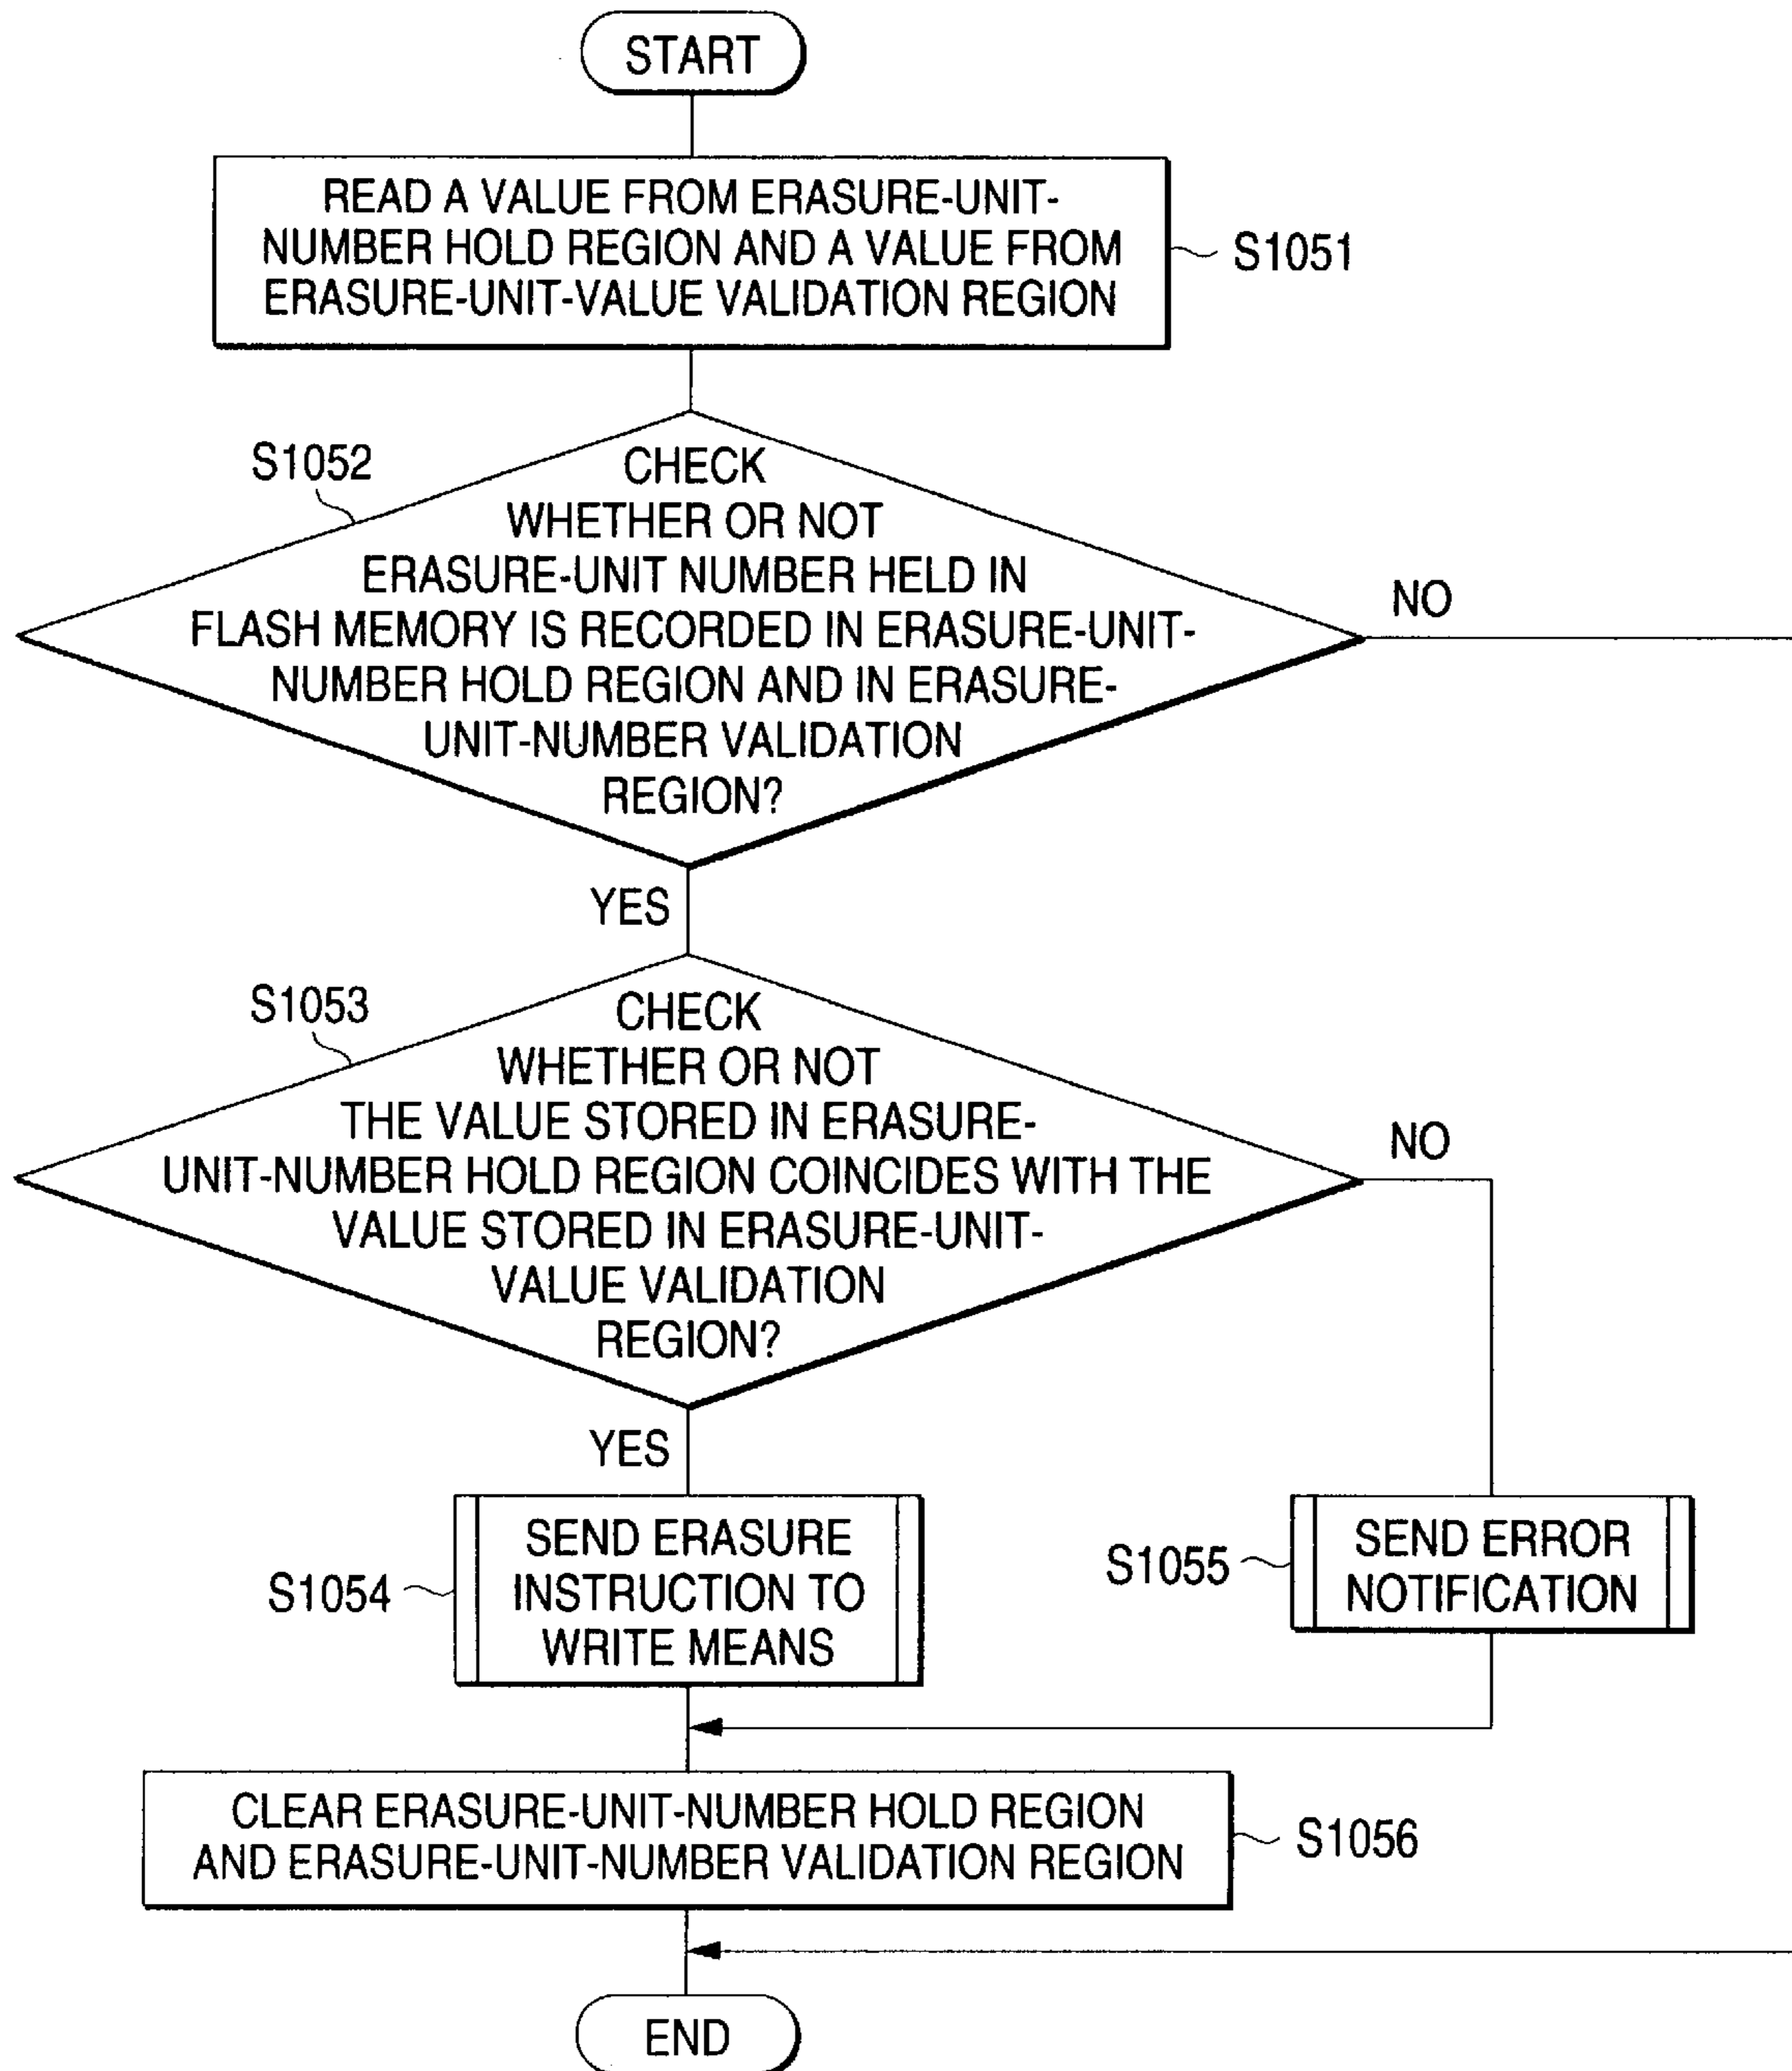 START
READ A VALUE FROM ERASURE-UNIT-
NUMBER HOLD REGION AND A VALUE FROM
ERASURE-UNIT-VALUE VALIDATION REGION
S1051
S1052
CHECK
WHETHER OR NOT
ERASURE-UNIT NUMBER HELD IN
FLASH MEMORY IS RECORDED IN ERASURE-UNIT-
NUMBER HOLD REGION AND IN ERASURE-
UNIT-NUMBER VALIDATION
REGION?
NO
YES
S1053
CHECK
WHETHER OR NOT
THE VALUE STORED IN ERASURE-
UNIT-NUMBER HOLD REGION COINCIDES WITH THE
VALUE STORED IN ERASURE-UNIT-
VALUE VALIDATION
REGION?
NO
YES
S1054
SEND ERASURE
INSTRUCTION TO
WRITE MEANS
S1055
SEND ERROR
NOTIFICATION
CLEAR ERASURE-UNIT-NUMBER HOLD REGION
AND ERASURE-UNIT-NUMBER VALIDATION REGION
S1056
END